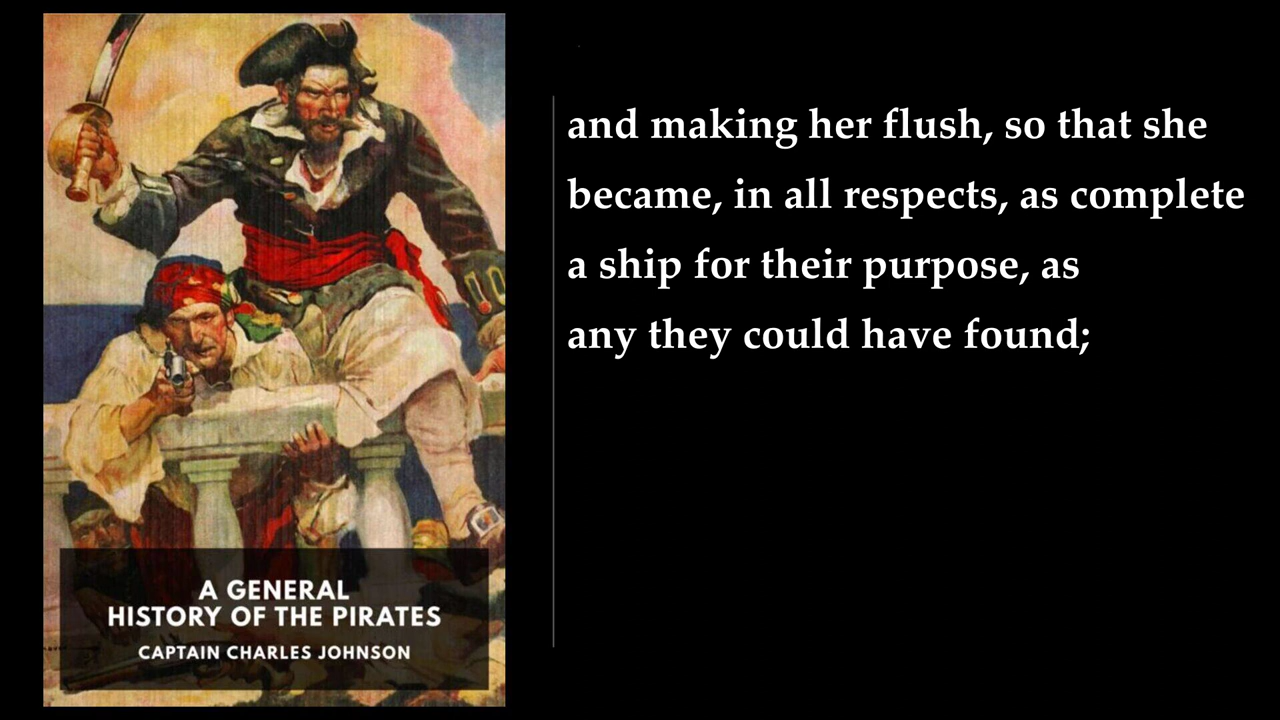 and making her flush, so that she
became, in all respects, as complete
a ship for their purpose, as
any they could have found;
A GENERAL
HISTORY OF THE PIRATES
CAPTAIN CHARLES JOHNSON